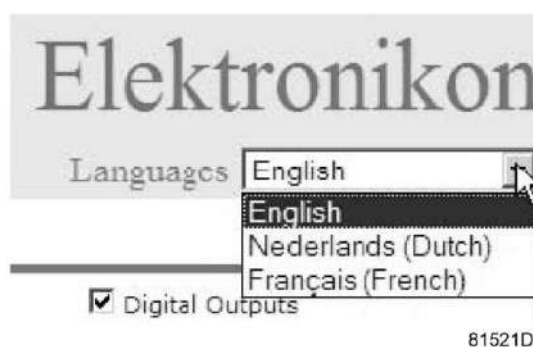 Elektronikon
Languages English
English
Nederlands (Dutch)
Français (French)
Digital Outputs
81521D